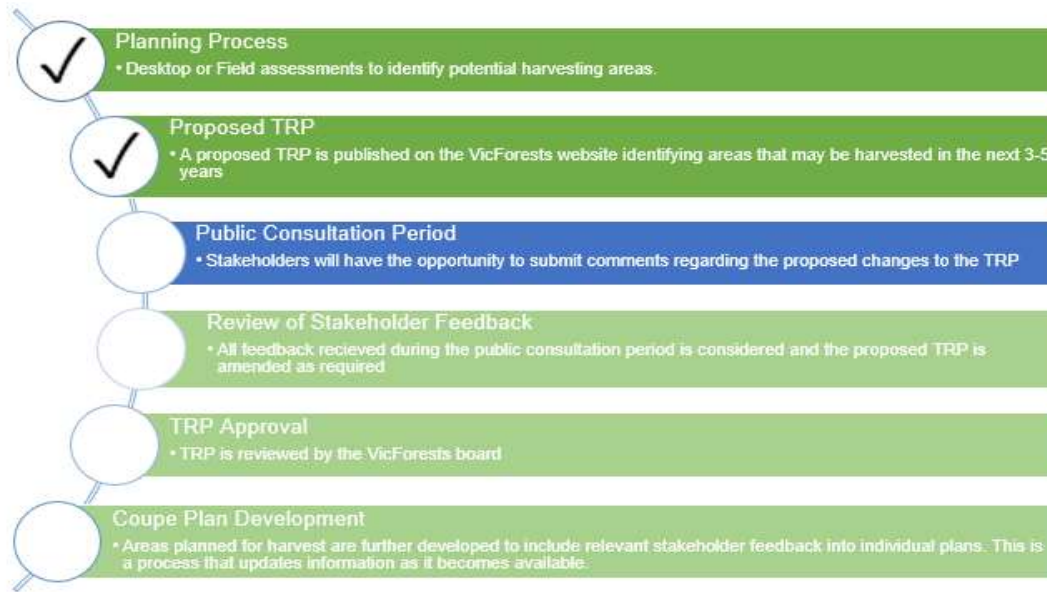 Planning Process
• Desktop or Field assessments to identify potential harvesting areas.
Proposed TRP
• A proposed TRP is published on the VicForests website identifying areas that may be harvested in the next 3-5
years
Public Consultation Period
• Stakeholders will have the opportunity to submit comments regarding the proposed changes to the TRP
Review of Stakeholder Feedback
• All feedback recieved during the public consultation period is considered and the proposed TRP is
amended as required
TRP Approval
• TRP is reviewed by the VicForests board
Coupe Plan Development
• Areas planned for harvest are further developed to include relevant stakeholder feedback into individual plans. This is
a process that updates information as it becomes available.